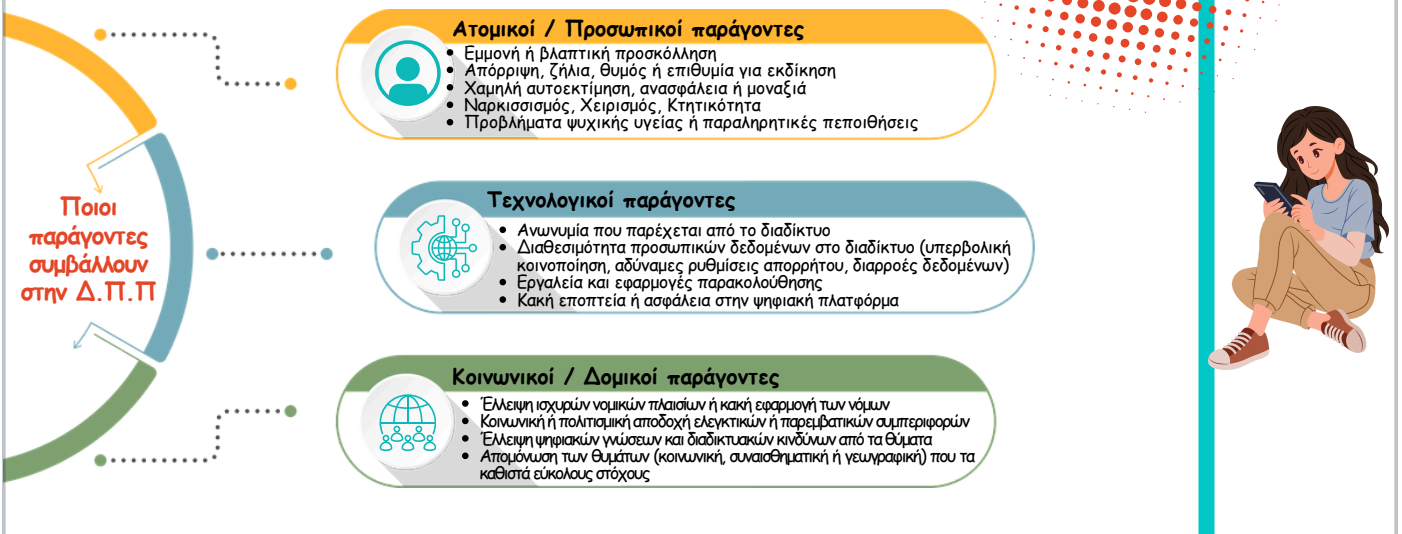 Ποιοι
παράγοντες
συμβάλλουν
στην Δ.Π.Π
Ατομικοί / Προσωπικοί παράγοντες
• Εμμονή ή βλαπτική προσκόλληση
• Απόρριψη, ζήλια, θυμός ή επιθυμία για εκδίκηση
• Χαμηλή αυτοεκτίμηση, ανασφάλεια ή μοναξιά
• Ναρκισσισμός, Χειρισμός, Κτητικότητα
• Προβλήματα ψυχικής υγείας ή παραληρητικές πεποιθήσεις
Τεχνολογικοί παράγοντες
• Ανωνυμία που παρέχεται από το διαδίκτυο
• Διαθεσιμότητα προσωπικών δεδομένων στο διαδίκτυο (υπερβολική
κοινοποίηση, αδύναμες ρυθμίσεις απορρήτου, διαρροές δεδομένων)
• Εργαλεία και εφαρμογές παρακολούθησης
• Κακή εποπτεία ή ασφάλεια στην ψηφιακή πλατφόρμα
Κοινωνικοί / Δομικοί παράγοντες
• Έλλειψη ισχυρών νομικών πλαισίων ή κακή εφαρμογή των νόμων
• Κοινωνική ή πολιτισμική αποδοχή ελεγκτικών ή παρεμβατικών συμπεριφορών
• Έλλειψη ψηφιακών γνώσεων και διαδικτυακών κινδύνων από τα θύματα
• Απομόνωση των θυμάτων (κοινωνική, συναισθηματική ή γεωγραφική) που τα
καθιστά εύκολους στόχους